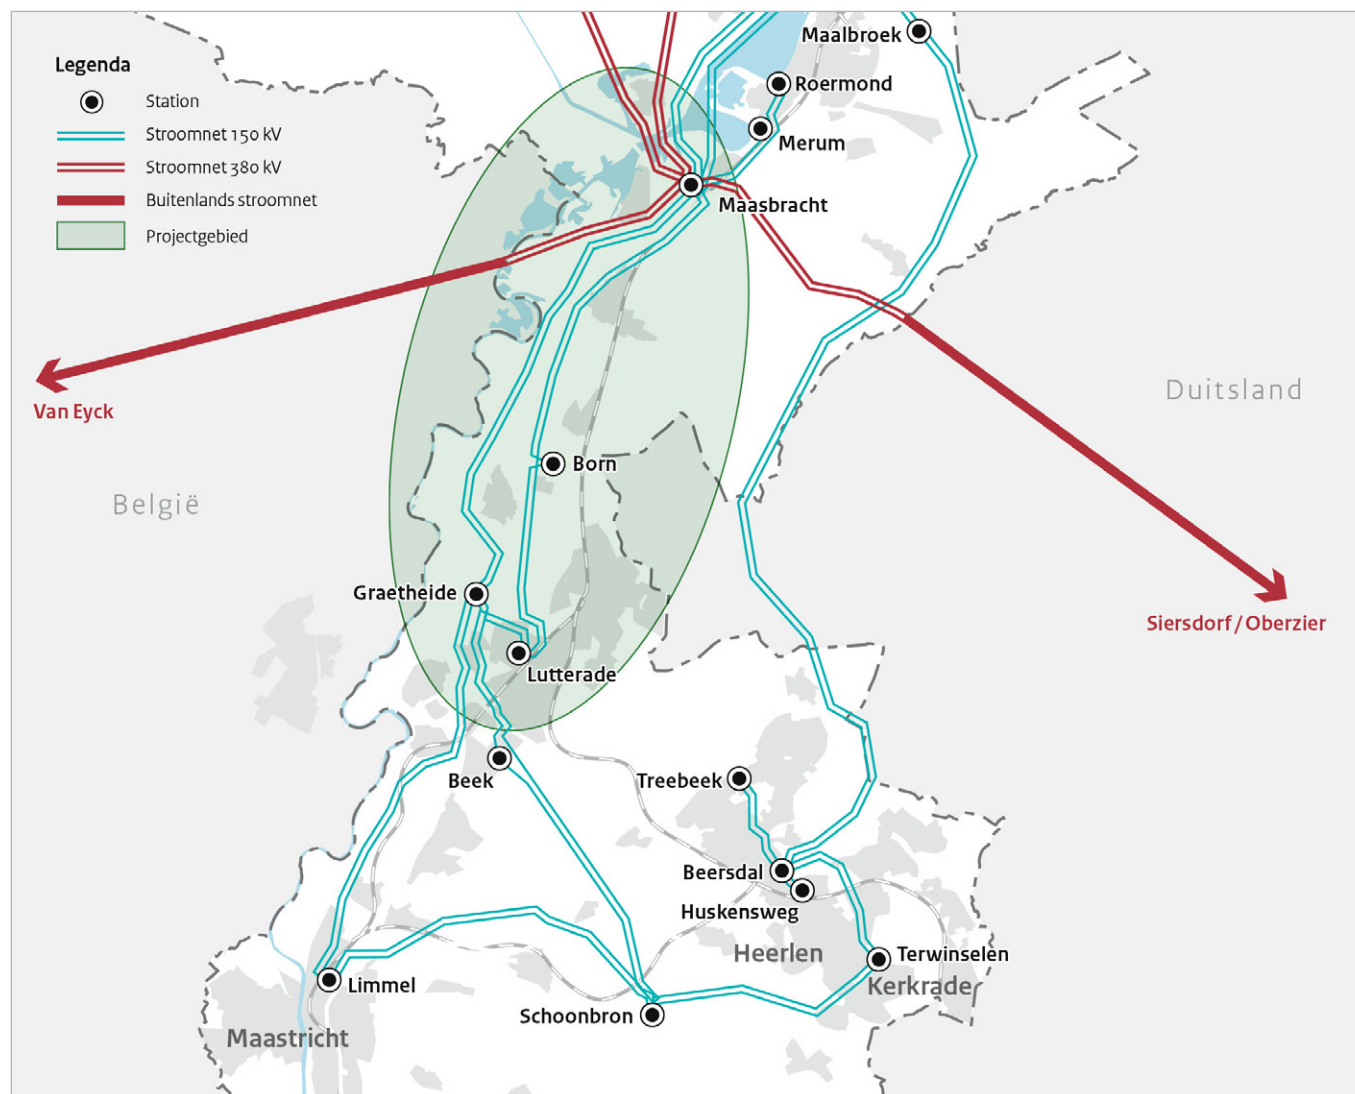 Legenda
Station
Stroomnet 150 kV
Stroomnet 380 kV
Buitenlands stroomnet
Projectgebied
Maalbroek
Roermond
Merum
Maasbracht
Van Eyck
Duitsland
België
Born
Graetheide
Siersdorf / Oberzier
Lutterade
Beek
Treebeek
Beersdal
Huskensweg
Heerlen
Terwinselen
Kerkrade
Limmel
Schoonbron
Maastricht